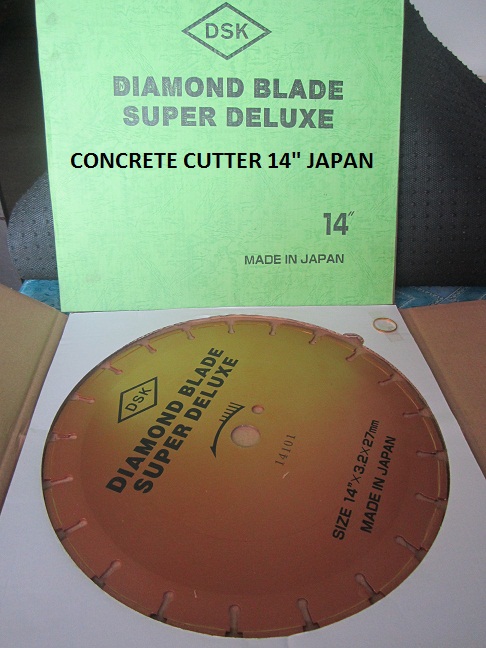 DSK
DIAMOND BLADE
SUPER DELUXE
CONCRETE CUTTER 14" JAPAN
14"
MADE IN JAPAN
DSK
DIAMOND BLADE
SUPER DELUXE
14101
SIZE 14"×3.2×27mm
MADE IN JAPAN